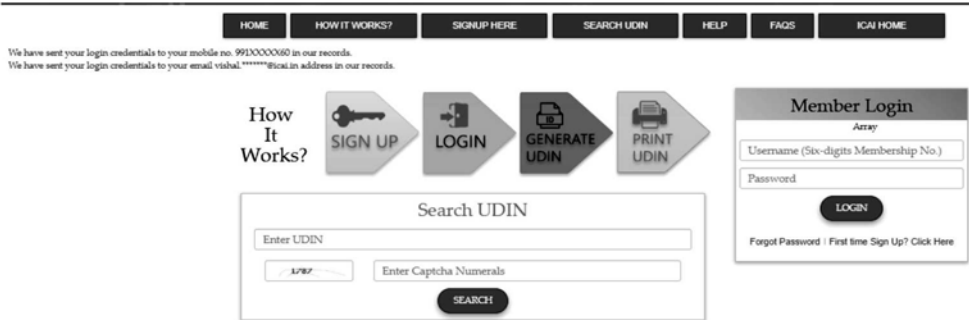 HOME HOW IT WORKS? SIGNUP HERE SEARCH UDIN HELP FAQS ICAI HOME
We have sent your login credentials to your mobile no. 991XXXXX60 in our records.
We have sent your login credentials to your email vishal.*******@icai.in address in our records.
How
It
Works?
SIGN UP
LOGIN
ID
GENERATE
UDIN
PRINT
UDIN
Member Login
Array
Username (Six-digits Membership No.)
Password
LOGIN
Forgot Password | First time Sign Up? Click Here
Search UDIN
Enter UDIN
1787 Enter Captcha Numerals
SEARCH